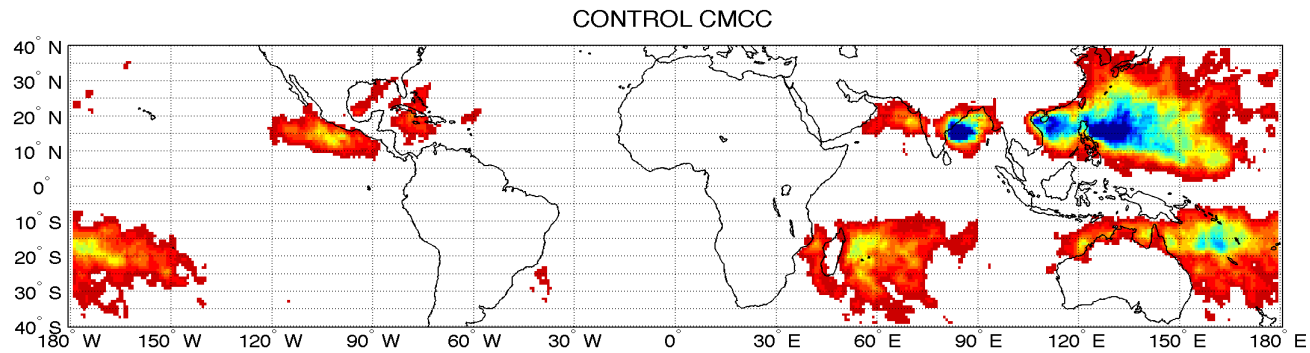 CONTROL CMCC
40° N
30° N
20° N
10° N
0°
10° S
20° S
30° S
40° S
180° W 150° W 120° W 90° W 60° W 30° W 0° 30° E 60° E 90° E 120° E 150° E 180° E